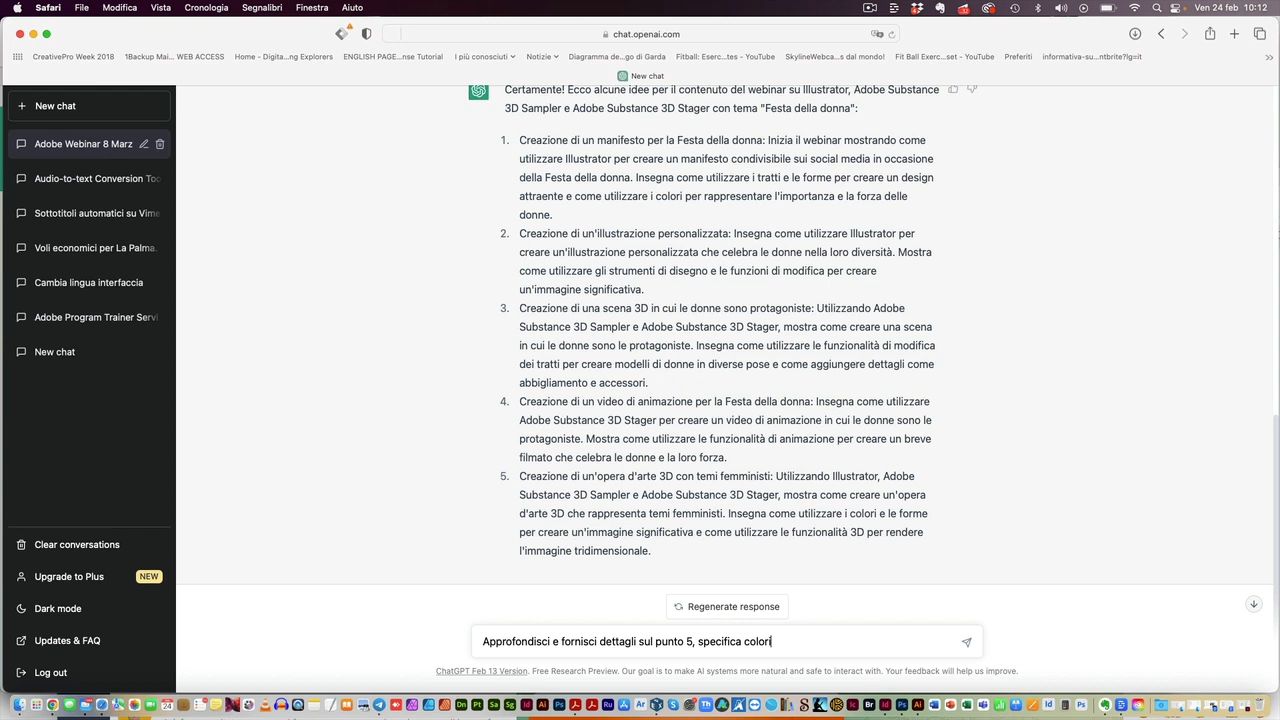 Safari File Modifica Vista Cronologia Segnalibri Finestra Aiuto
Ven 24 feb 10:12
chat.openai.com
CreativePro Week 2018 1Backup Mai... WEB ACCESS Home - Digita...ng Explorers ENGLISH PAGE...nse Tutorial I più conosciuti Notizie Diagramma de...go di Garda Fitball: Eserc...tes - YouTube SkylineWebca...s dal mondo! Fit Ball Exerc...set - YouTube Preferiti informativa-su...ntbrite?lg=it
New chat
New chat
Adobe Webinar 8 Marz
Audio-to-text Conversion Too
Sottotitoli automatici su Vime
Voli economici per La Palma.
Cambia lingua interfaccia
Adobe Program Trainer Servi
New chat
Clear conversations
Upgrade to Plus NEW
Dark mode
Updates & FAQ
Log out
Certamente! Ecco alcune idee per il contenuto del webinar su Illustrator, Adobe Substance
3D Sampler e Adobe Substance 3D Stager con tema "Festa della donna":
1. Creazione di un manifesto per la Festa della donna: Inizia il webinar mostrando come
utilizzare Illustrator per creare un manifesto condivisibile sui social media in occasione
della Festa della donna. Insegna come utilizzare i tratti e le forme per creare un design
attraente e come utilizzare i colori per rappresentare l'importanza e la forza delle
donne.
2. Creazione di un'illustrazione personalizzata: Insegna come utilizzare Illustrator per
creare un'illustrazione personalizzata che celebra le donne nella loro diversità. Mostra
come utilizzare gli strumenti di disegno e le funzioni di modifica per creare
un'immagine significativa.
3. Creazione di una scena 3D in cui le donne sono protagoniste: Utilizzando Adobe
Substance 3D Sampler e Adobe Substance 3D Stager, mostra come creare una scena
in cui le donne sono le protagoniste. Insegna come utilizzare le funzionalità di modifica
dei tratti per creare modelli di donne in diverse pose e come aggiungere dettagli come
abbigliamento e accessori.
4. Creazione di un video di animazione per la Festa della donna: Insegna come utilizzare
Adobe Substance 3D Stager per creare un video di animazione in cui le donne sono le
protagoniste. Mostra come utilizzare le funzionalità di animazione per creare un breve
filmato che celebra le donne e la loro forza.
5. Creazione di un'opera d'arte 3D con temi femministi: Utilizzando Illustrator, Adobe
Substance 3D Sampler e Adobe Substance 3D Stager, mostra come creare un'opera
d'arte 3D che rappresenta temi femministi. Insegna come utilizzare i colori e le forme
per creare un'immagine significativa e come utilizzare le funzionalità 3D per rendere
l'immagine tridimensionale.
Regenerate response
Approfondisci e fornisci dettagli sul punto 5, specifica colori
ChatGPT Feb 13 Version. Free Research Preview. Our goal is to make AI systems more natural and safe to interact with. Your feedback will help us improve.